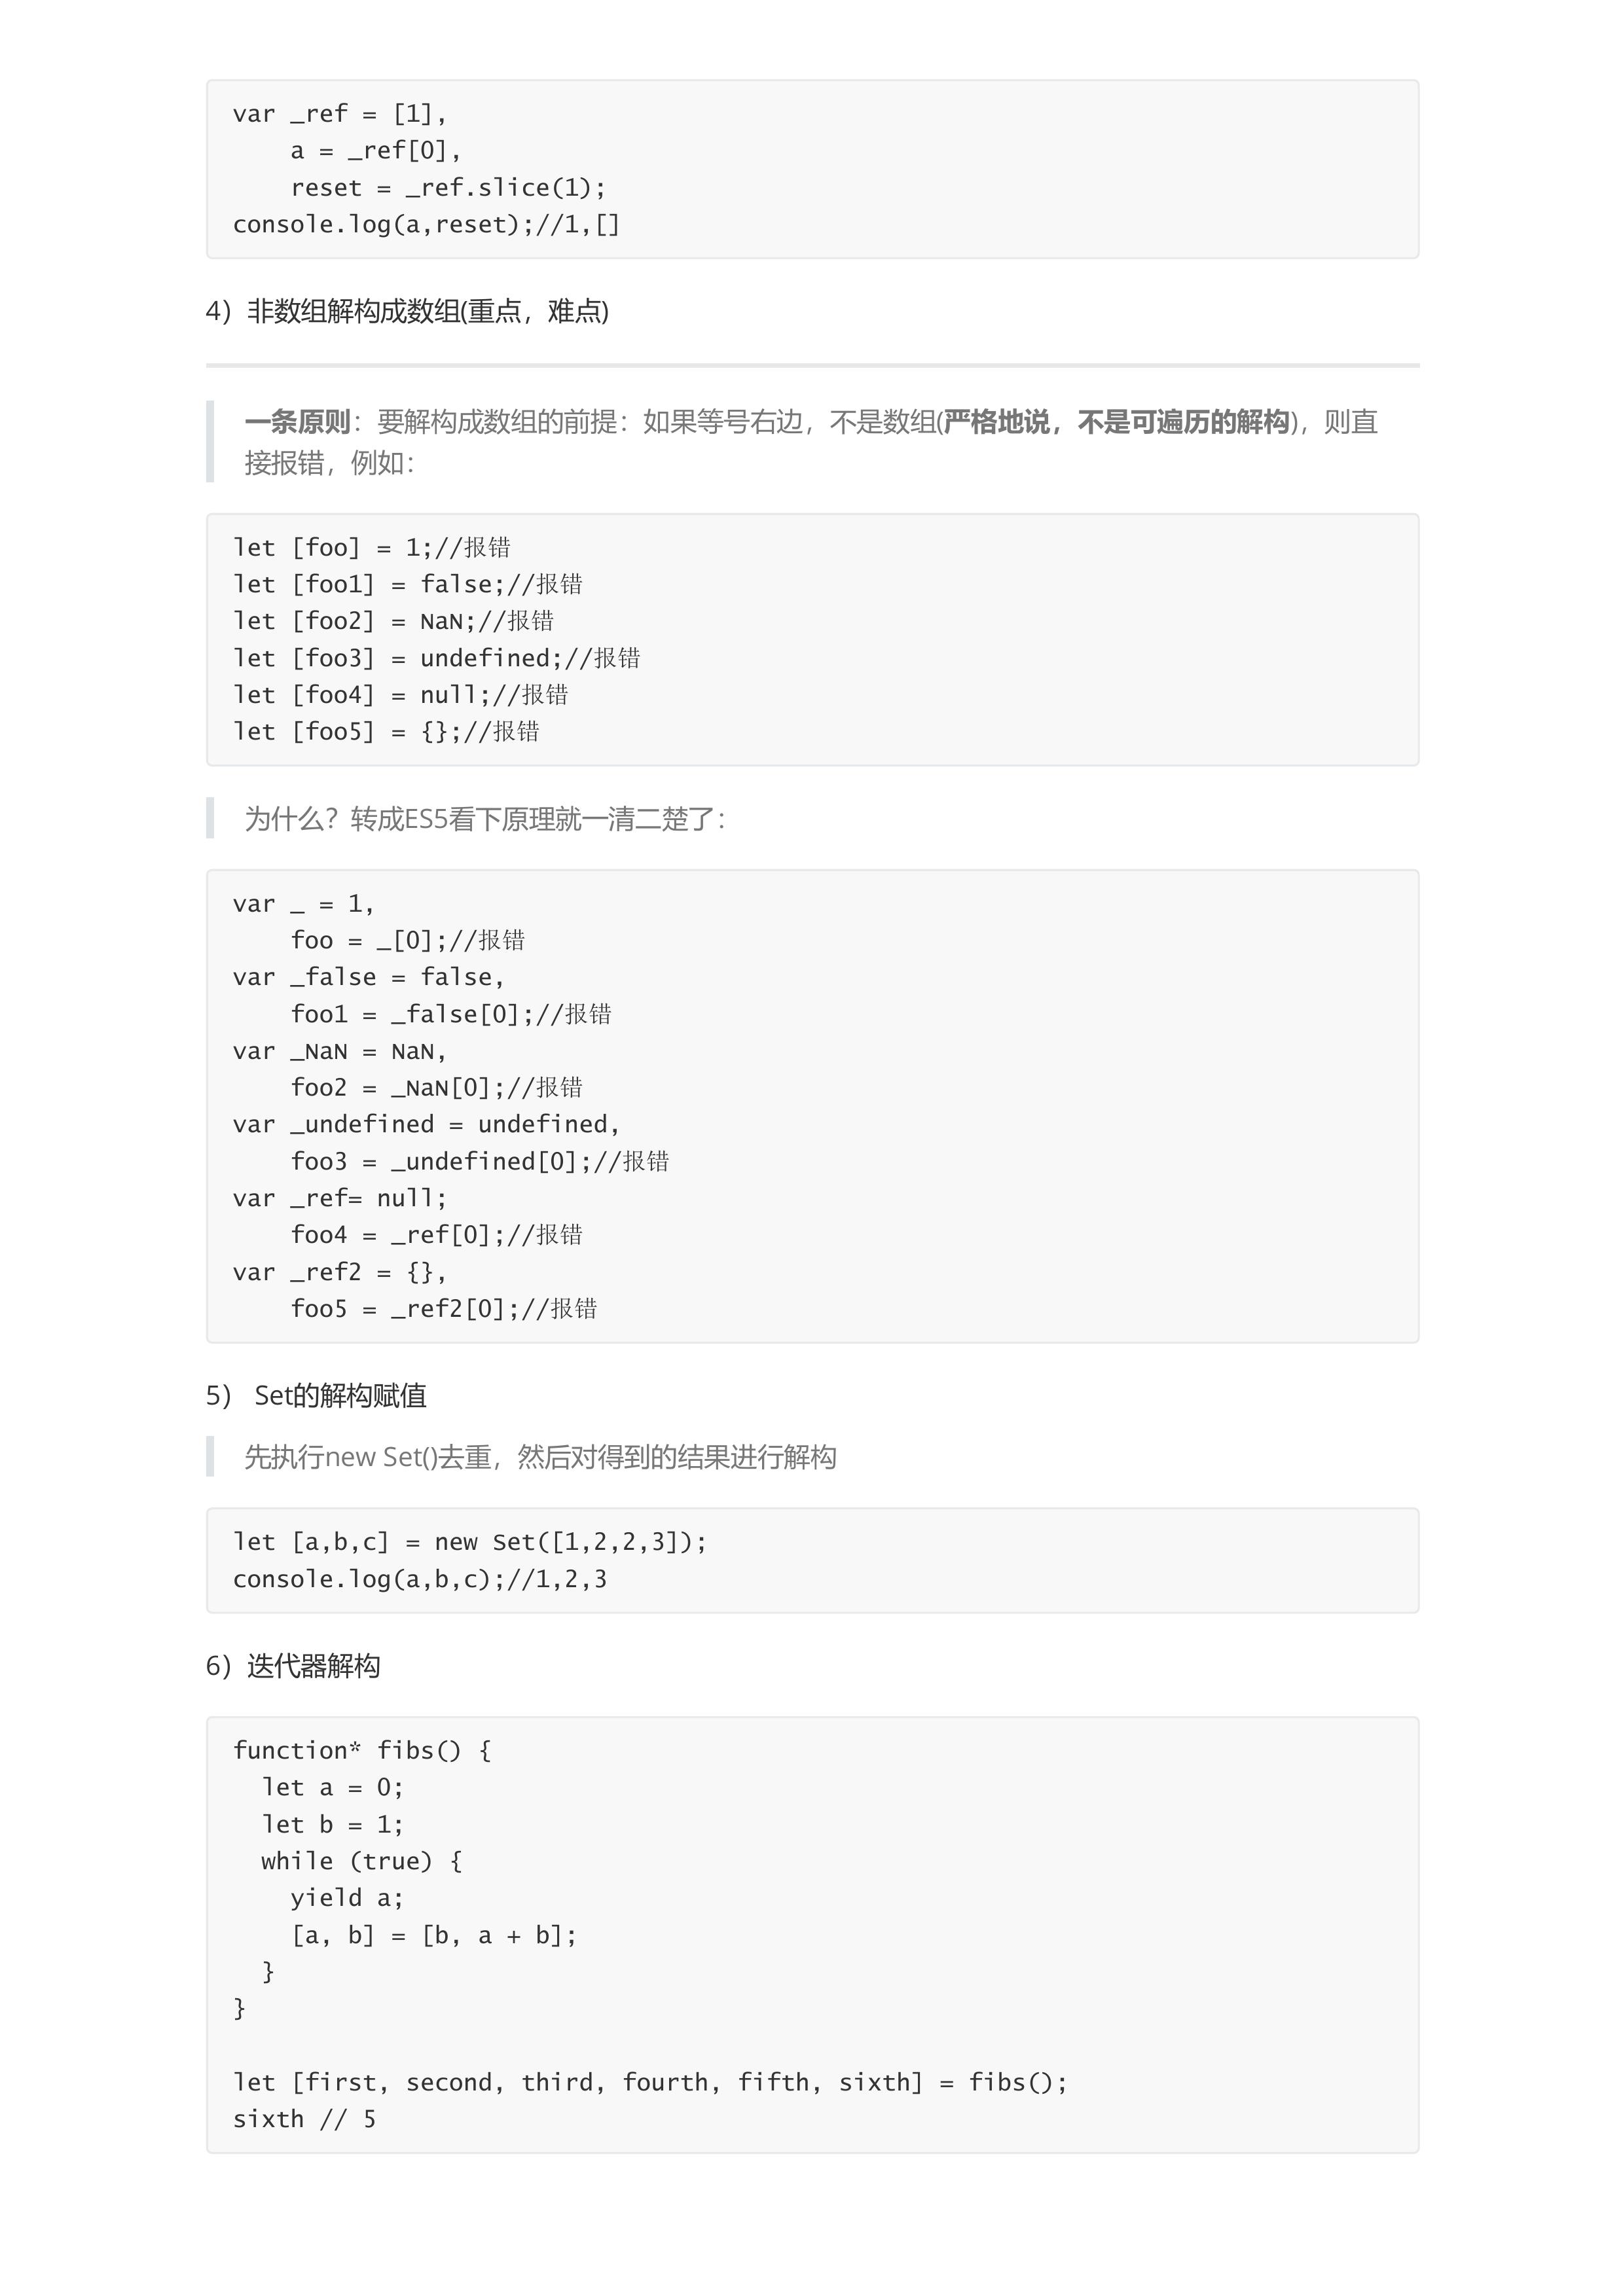 var _ref = [1],
    a = _ref[0],
    reset = _ref.slice(1);
console.log(a,reset);//1,[]
4）非数组解构成数组(重点，难点)
一条原则：要解构成数组的前提：如果等号右边，不是数组(严格地说，不是可遍历的解构)，则直
接报错，例如：
let [foo] = 1;//报错
let [foo1] = false;//报错
let [foo2] = NaN;//报错
let [foo3] = undefined;//报错
let [foo4] = null;//报错
let [foo5] = {};//报错
为什么？转成ES5看下原理就一清二楚了：
var _ = 1,
    foo = _[0];//报错
var _false = false,
    foo1 = _false[0];//报错
var _NaN = NaN,
    foo2 = _NaN[0];//报错
var _undefined = undefined,
    foo3 = _undefined[0];//报错
var _ref= null;
    foo4 = _ref[0];//报错
var _ref2 = {},
    foo5 = _ref2[0];//报错
5） Set的解构赋值
先执行new Set()去重，然后对得到的结果进行解构
let [a,b,c] = new Set([1,2,2,3]);
console.log(a,b,c);//1,2,3
6）迭代器解构
function* fibs() {
  let a = 0;
  let b = 1;
  while (true) {
    yield a;
    [a, b] = [b, a + b];
  }
}
let [first, second, third, fourth, fifth, sixth] = fibs();
sixth // 5